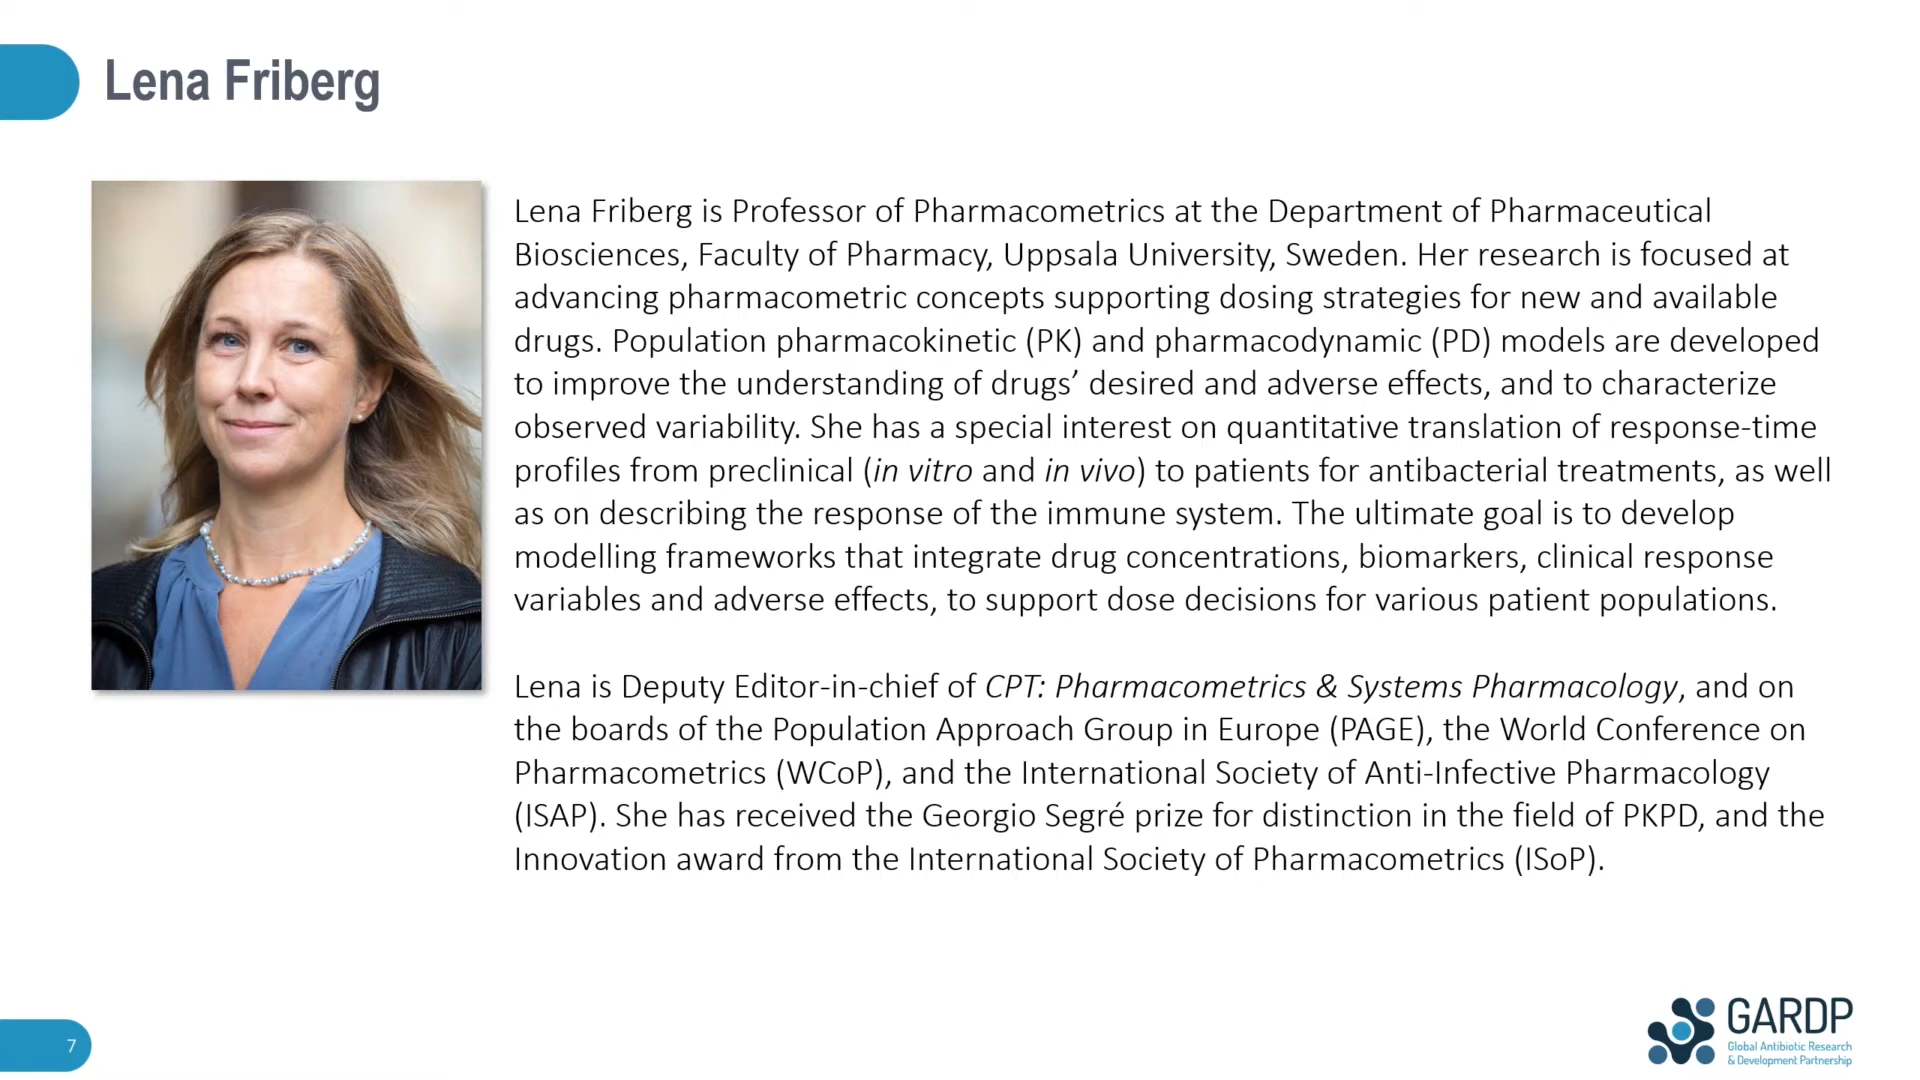 Lena Friberg
Lena Friberg is Professor of Pharmacometrics at the Department of Pharmaceutical
Biosciences, Faculty of Pharmacy, Uppsala University, Sweden. Her research is focused at
advancing pharmacometric concepts supporting dosing strategies for new and available
drugs. Population pharmacokinetic (PK) and pharmacodynamic (PD) models are developed
to improve the understanding of drugs’ desired and adverse effects, and to characterize
observed variability. She has a special interest on quantitative translation of response-time
profiles from preclinical (in vitro and in vivo) to patients for antibacterial treatments, as well
as on describing the response of the immune system. The ultimate goal is to develop
modelling frameworks that integrate drug concentrations, biomarkers, clinical response
variables and adverse effects, to support dose decisions for various patient populations.
Lena is Deputy Editor-in-chief of CPT: Pharmacometrics & Systems Pharmacology, and on
the boards of the Population Approach Group in Europe (PAGE), the World Conference on
Pharmacometrics (WCoP), and the International Society of Anti-Infective Pharmacology
(ISAP). She has received the Georgio Segré prize for distinction in the field of PKPD, and the
Innovation award from the International Society of Pharmacometrics (ISoP).
7
GARDP
Global Antibiotic Research
& Development Partnership